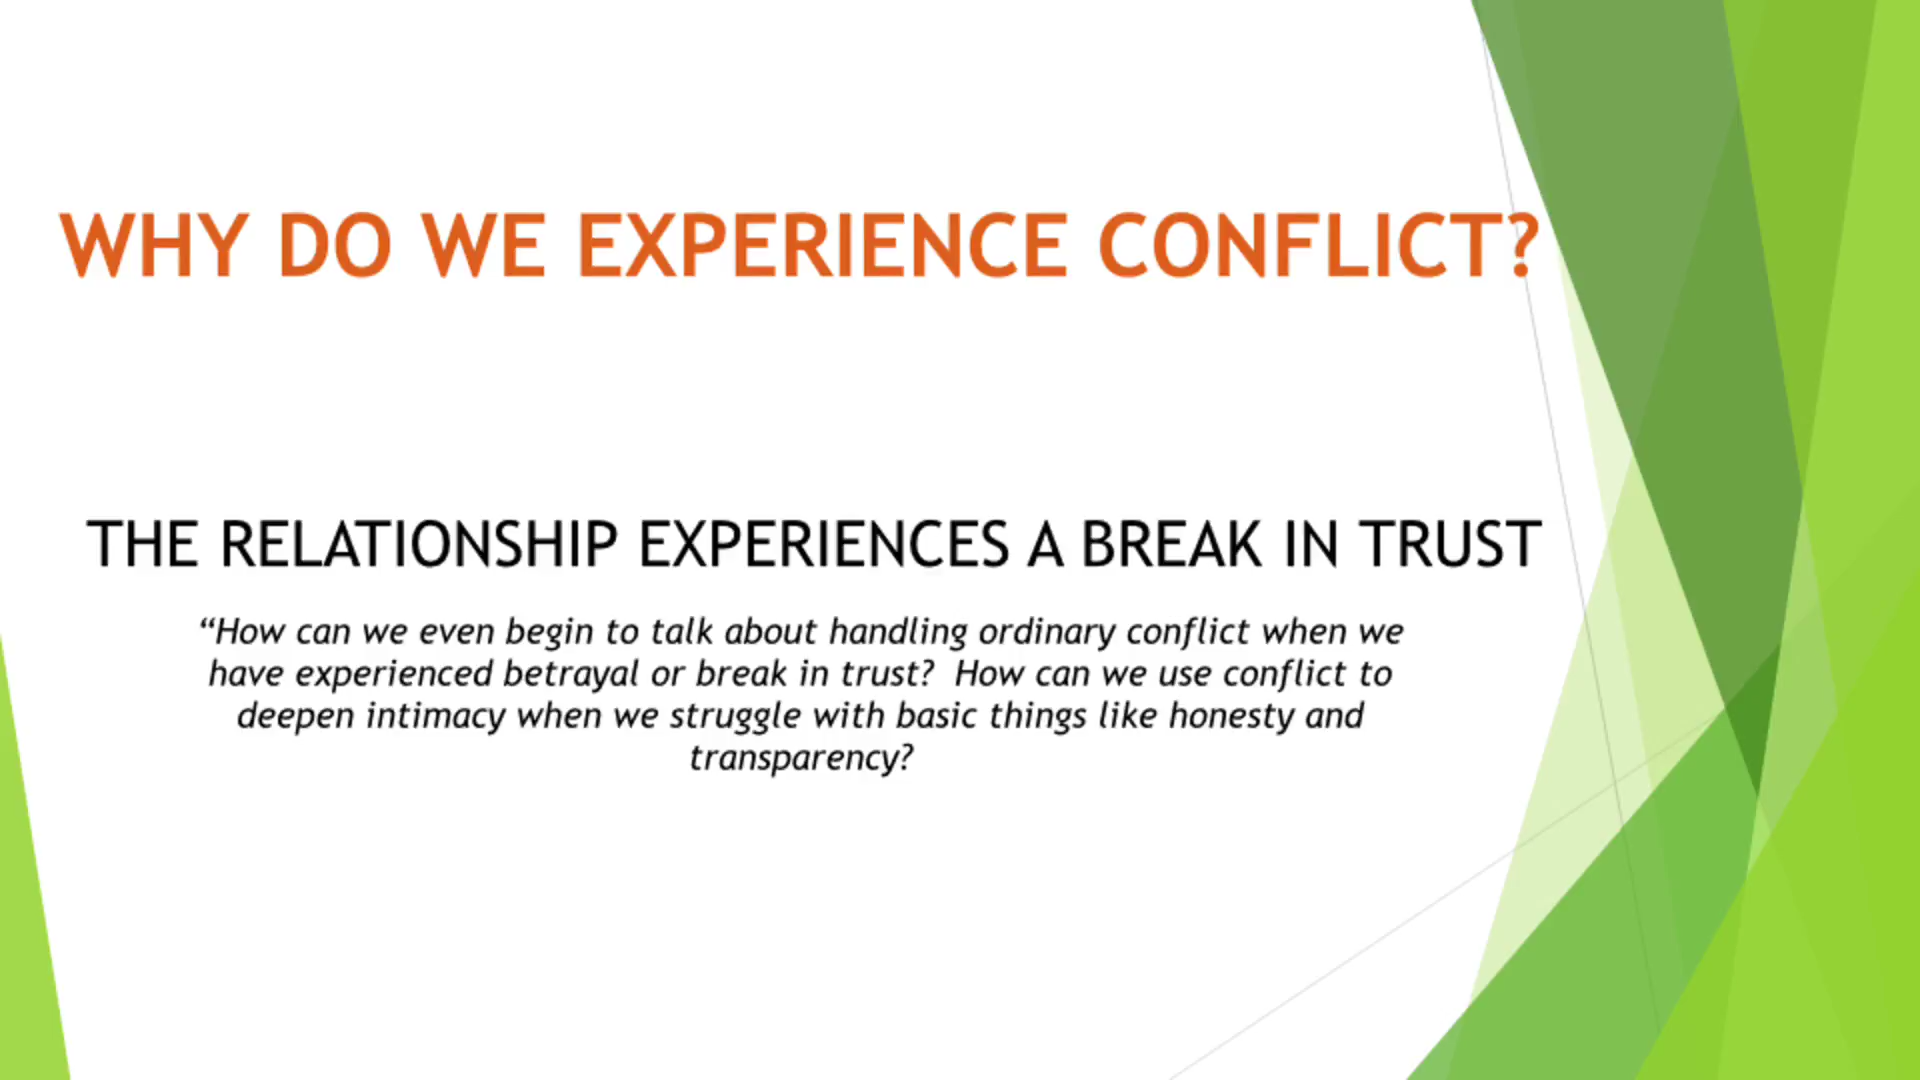 WHY DO WE EXPERIENCE CONFLICT?
THE RELATIONSHIP EXPERIENCES A BREAK IN TRUST
“How can we even begin to talk about handling ordinary conflict when we
have experienced betrayal or break in trust?  How can we use conflict to
deepen intimacy when we struggle with basic things like honesty and
transparency?